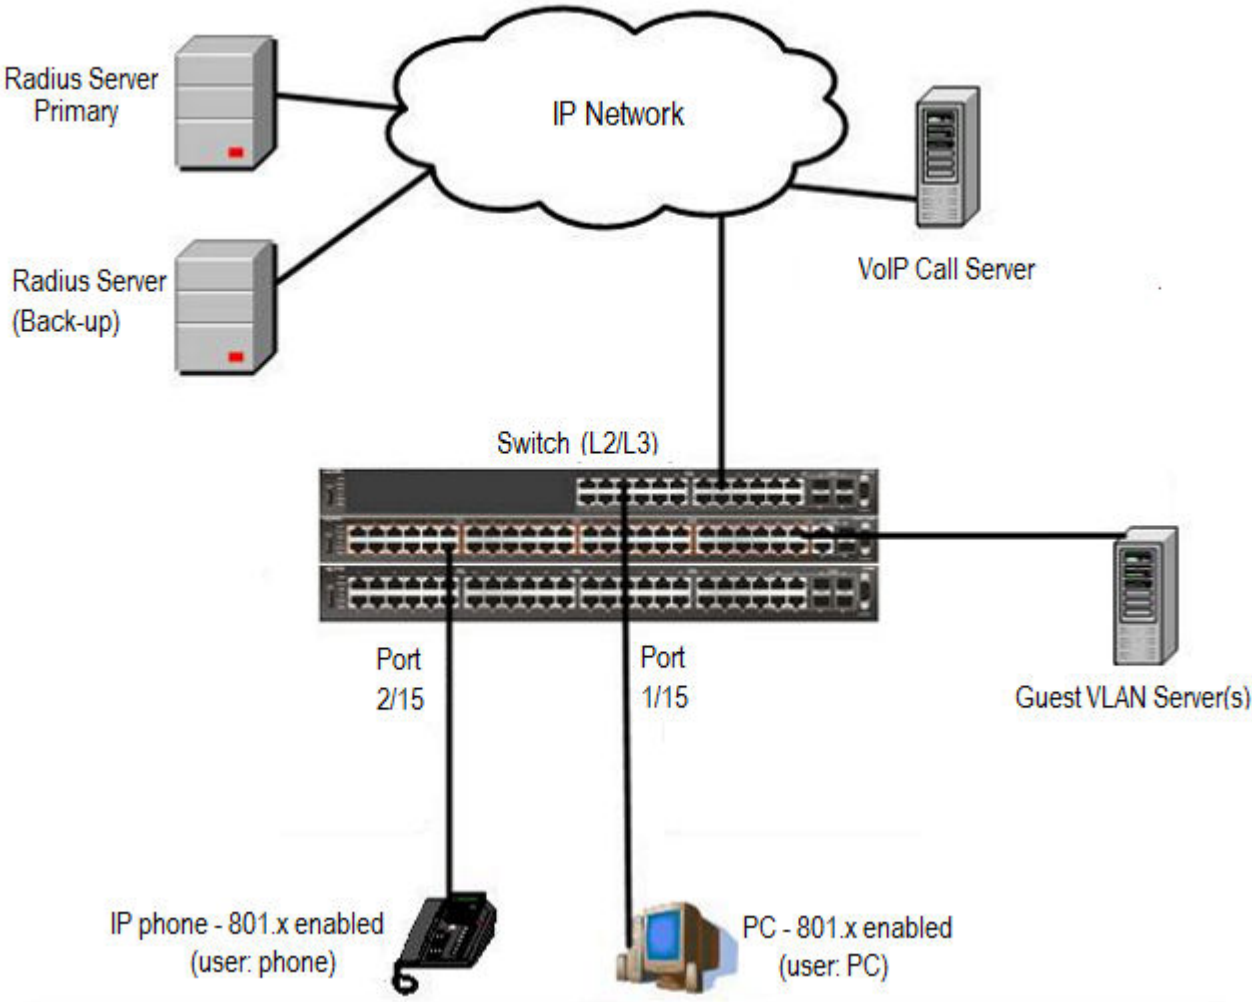 Radius Server
Primary
IP Network
VoIP Call Server
Radius Server
(Back-up)
Switch (L2/L3)
Port
2/15
Port
1/15
Guest VLAN Server(s)
IP phone - 801.x enabled
(user: phone)
PC - 801.x enabled
(user: PC)